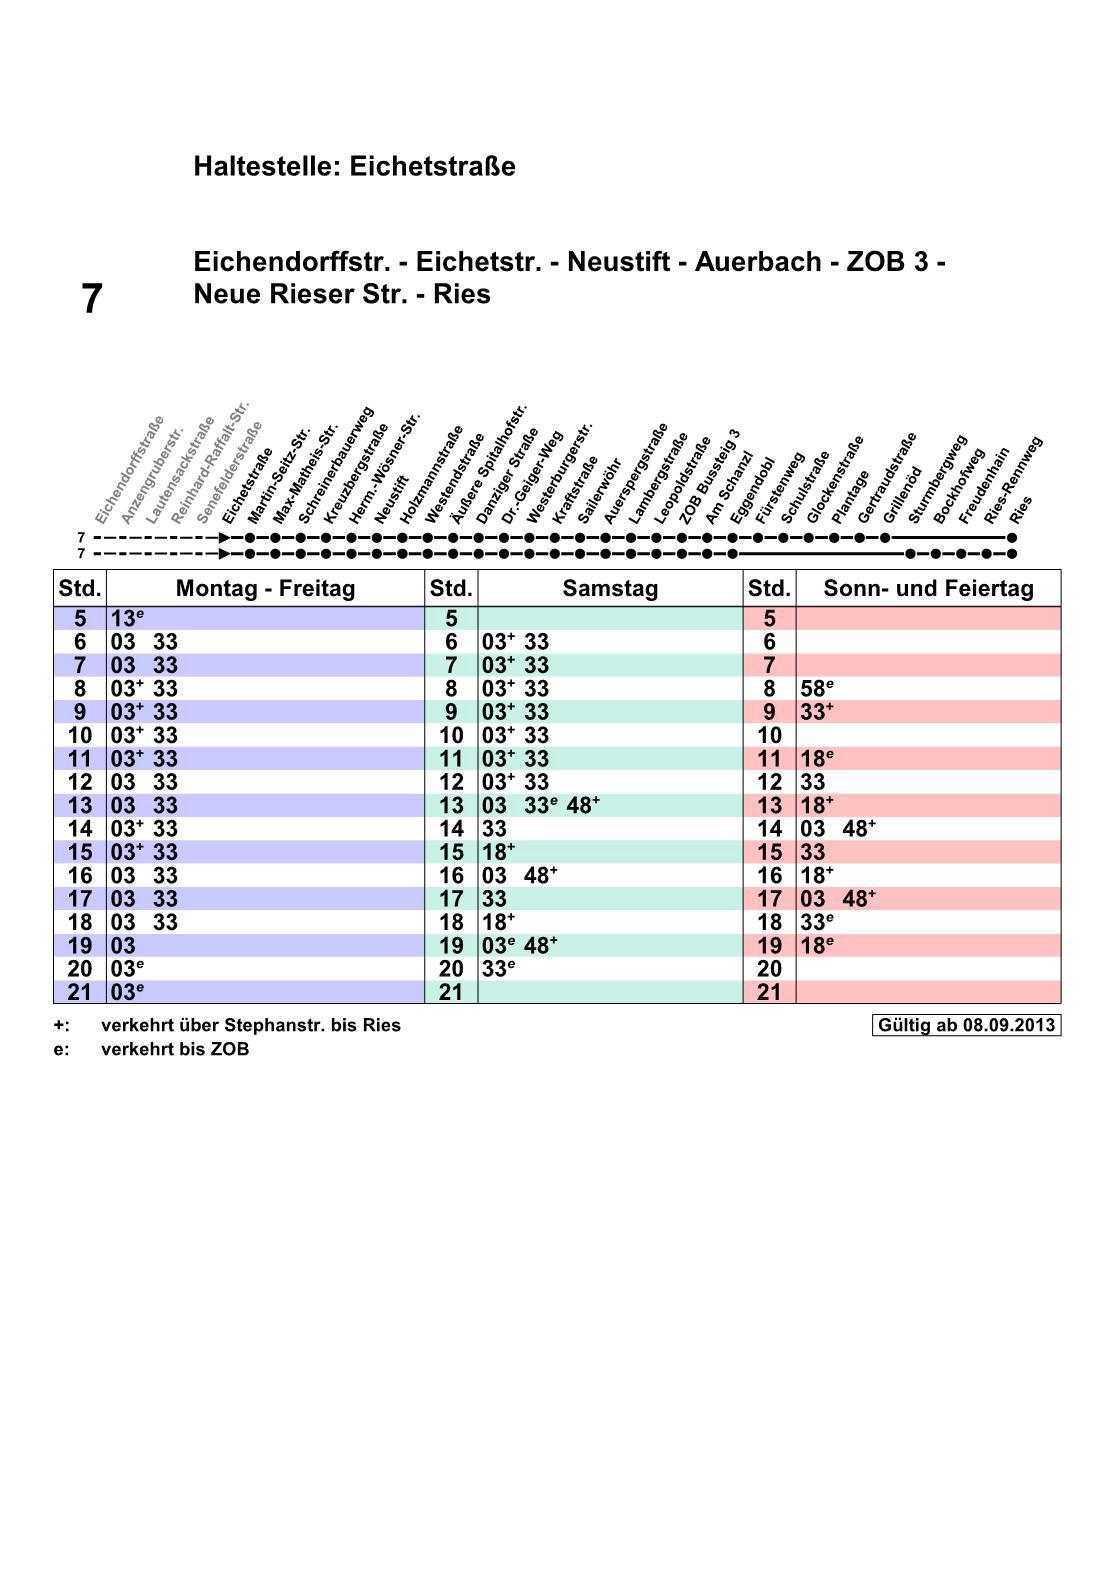 Haltestelle: Eichetstraße
Eichendorffstr. - Eichetstr. - Neustift - Auerbach - ZOB 3 -
7
Neue Rieser Str. - Ries
Eichendorffstraße
Anzengruberstr.
Lautensackstraße
Reinhard-Raffalt-Str.
Senefelderstraße
Eichetstraße
Martin-Seitz-Str.
Max-Matheis-Str.
Schreinerbauerweg
Kreuzbergstraße
Herm.-Wösner-Str.
Neustift
Holzmannstraße
Westendstraße
Äußere Spitalhofstr.
Danziger Straße
Dr.-Geiger-Weg
Westerburgerstr.
Kraftstraße
Sailerwöhr
Auerspergstraße
Lambergstraße
Leopoldstraße
ZOB Bussteig 3
Am Schanzl
Eggendobl
Fürstenweg
Schulstraße
Glockenstraße
Plantage
Gertraudstraße
Grillenöd
Sturmbergweg
Bockhofweg
Freudenhain
Ries-Rennweg
Ries
7
7
Std. Montag - Freitag Std. Samstag Std. Sonn- und Feiertag
5 13e 5 5
6 03 33 6 03+ 33 6
7 03 33 7 03+ 33 7
8 03+ 33 8 03+ 33 8 58e
9 03+ 33 9 03+ 33 9 33+
10 03+ 33 10 03+ 33 10
11 03+ 33 11 03+ 33 11 18e
12 03 33 12 03+ 33 12 33
13 03 33 13 03 33e 48+ 13 18+
14 03+ 33 14 33 14 03 48+
15 03+ 33 15 18+ 15 33
16 03 33 16 03 48+ 16 18+
17 03 33 17 33 17 03 48+
18 03 33 18 18+ 18 33e
19 03 19 03e 48+ 19 18e
20 03e 20 33e 20
21 03e 21 21
+: verkehrt über Stephanstr. bis Ries Gültig ab 08.09.2013
e: verkehrt bis ZOB